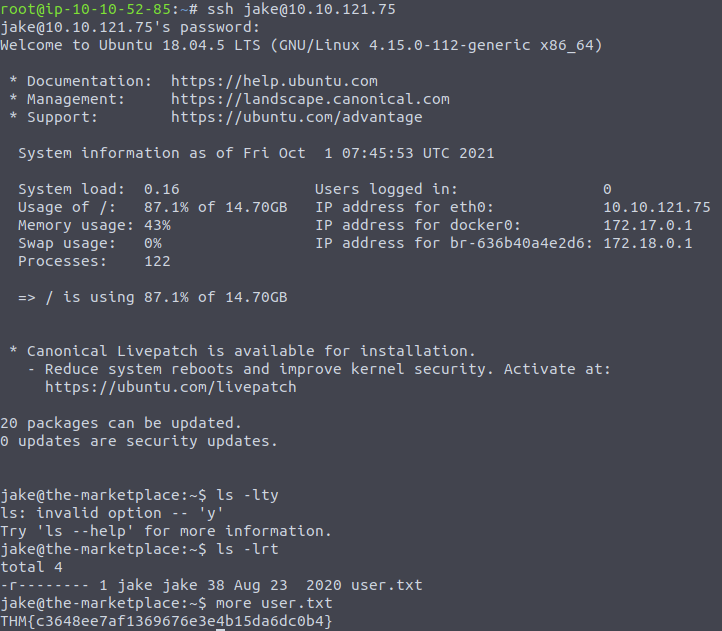 root@ip-10-10-52-85:~# ssh jake@10.10.121.75
jake@10.10.121.75's password:
Welcome to Ubuntu 18.04.5 LTS (GNU/Linux 4.15.0-112-generic x86_64)
* Documentation:  https://help.ubuntu.com
* Management:     https://landscape.canonical.com
* Support:        https://ubuntu.com/advantage
System information as of Fri Oct  1 07:45:53 UTC 2021
System load:  0.16                Users logged in:                0
Usage of /:   87.1% of 14.70GB   IP address for eth0:            10.10.121.75
Memory usage: 43%                IP address for docker0:         172.17.0.1
Swap usage:   0%                 IP address for br-636b40a4e2d6: 172.18.0.1
Processes:    122
=> / is using 87.1% of 14.70GB
* Canonical Livepatch is available for installation.
- Reduce system reboots and improve kernel security. Activate at:
https://ubuntu.com/livepatch
20 packages can be updated.
0 updates are security updates.
jake@the-marketplace:~$ ls -lty
ls: invalid option -- 'y'
Try 'ls --help' for more information.
jake@the-marketplace:~$ ls -lrt
total 4
-r-------- 1 jake jake 38 Aug 23  2020 user.txt
jake@the-marketplace:~$ more user.txt
THM{c3648ee7af1369676e3e4b15da6dc0b4}